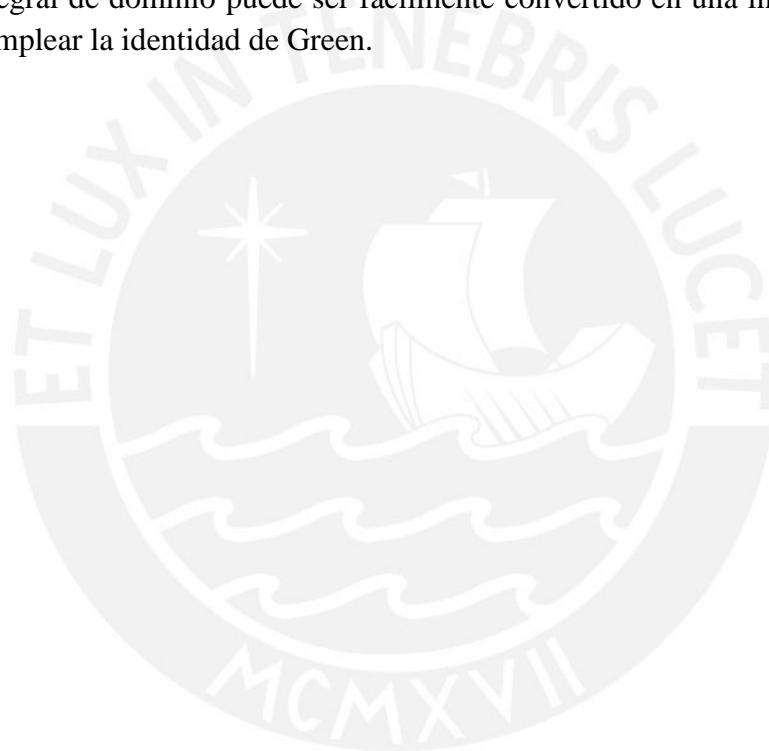 egral de dominio puede ser fácilmente convertido en una in
mplear la identidad de Green.
ET LUX IN TENEBRIS LUCET
MCMXVII